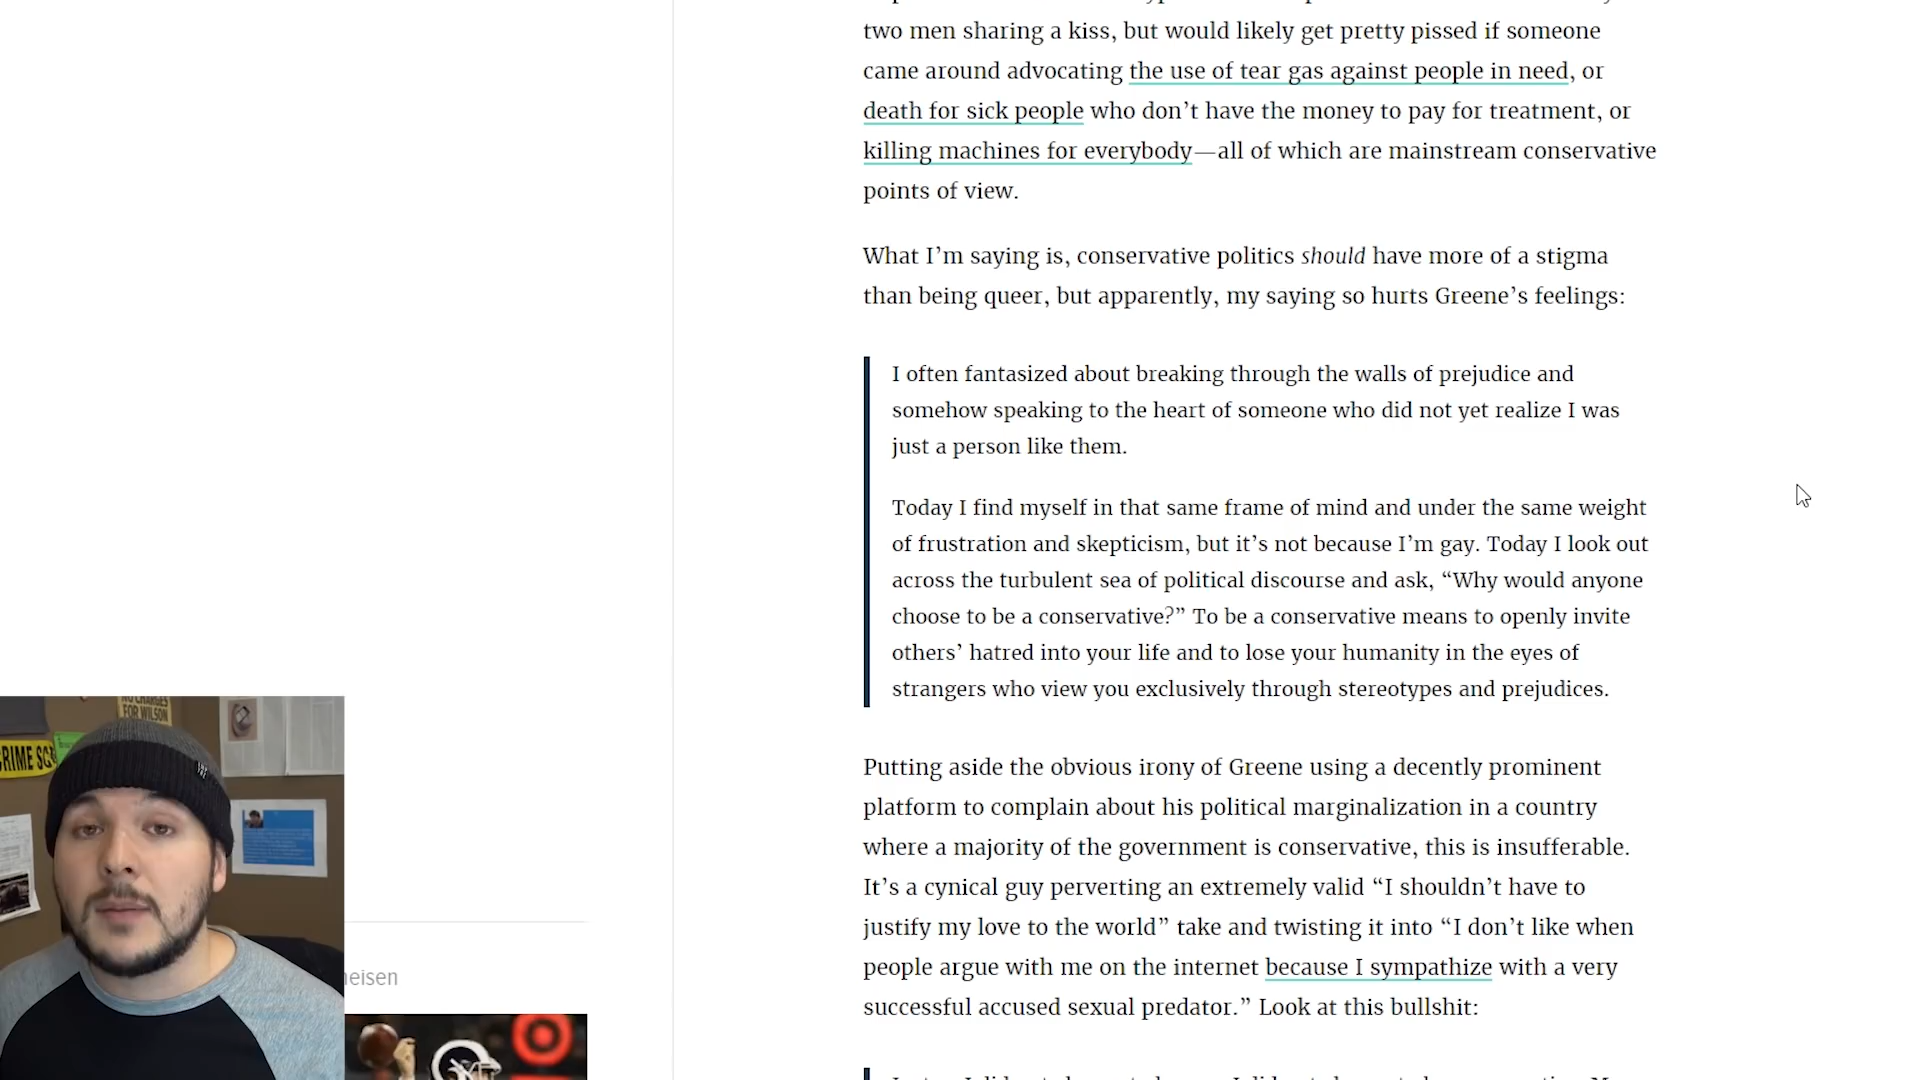 two men sharing a kiss, but would likely get pretty pissed if someone
came around advocating the use of tear gas against people in need, or
death for sick people who don’t have the money to pay for treatment, or
killing machines for everybody—all of which are mainstream conservative
points of view.
What I’m saying is, conservative politics should have more of a stigma
than being queer, but apparently, my saying so hurts Greene’s feelings:
I often fantasized about breaking through the walls of prejudice and
somehow speaking to the heart of someone who did not yet realize I was
just a person like them.
Today I find myself in that same frame of mind and under the same weight
of frustration and skepticism, but it’s not because I’m gay. Today I look out
across the turbulent sea of political discourse and ask, “Why would anyone
choose to be a conservative?” To be a conservative means to openly invite
others’ hatred into your life and to lose your humanity in the eyes of
strangers who view you exclusively through stereotypes and prejudices.
Putting aside the obvious irony of Greene using a decently prominent
platform to complain about his political marginalization in a country
where a majority of the government is conservative, this is insufferable.
It’s a cynical guy perverting an extremely valid “I shouldn’t have to
justify my love to the world” take and twisting it into “I don’t like when
people argue with me on the internet because I sympathize with a very
successful accused sexual predator.” Look at this bullshit:
FOR WILSON
CRIME SC
heisen